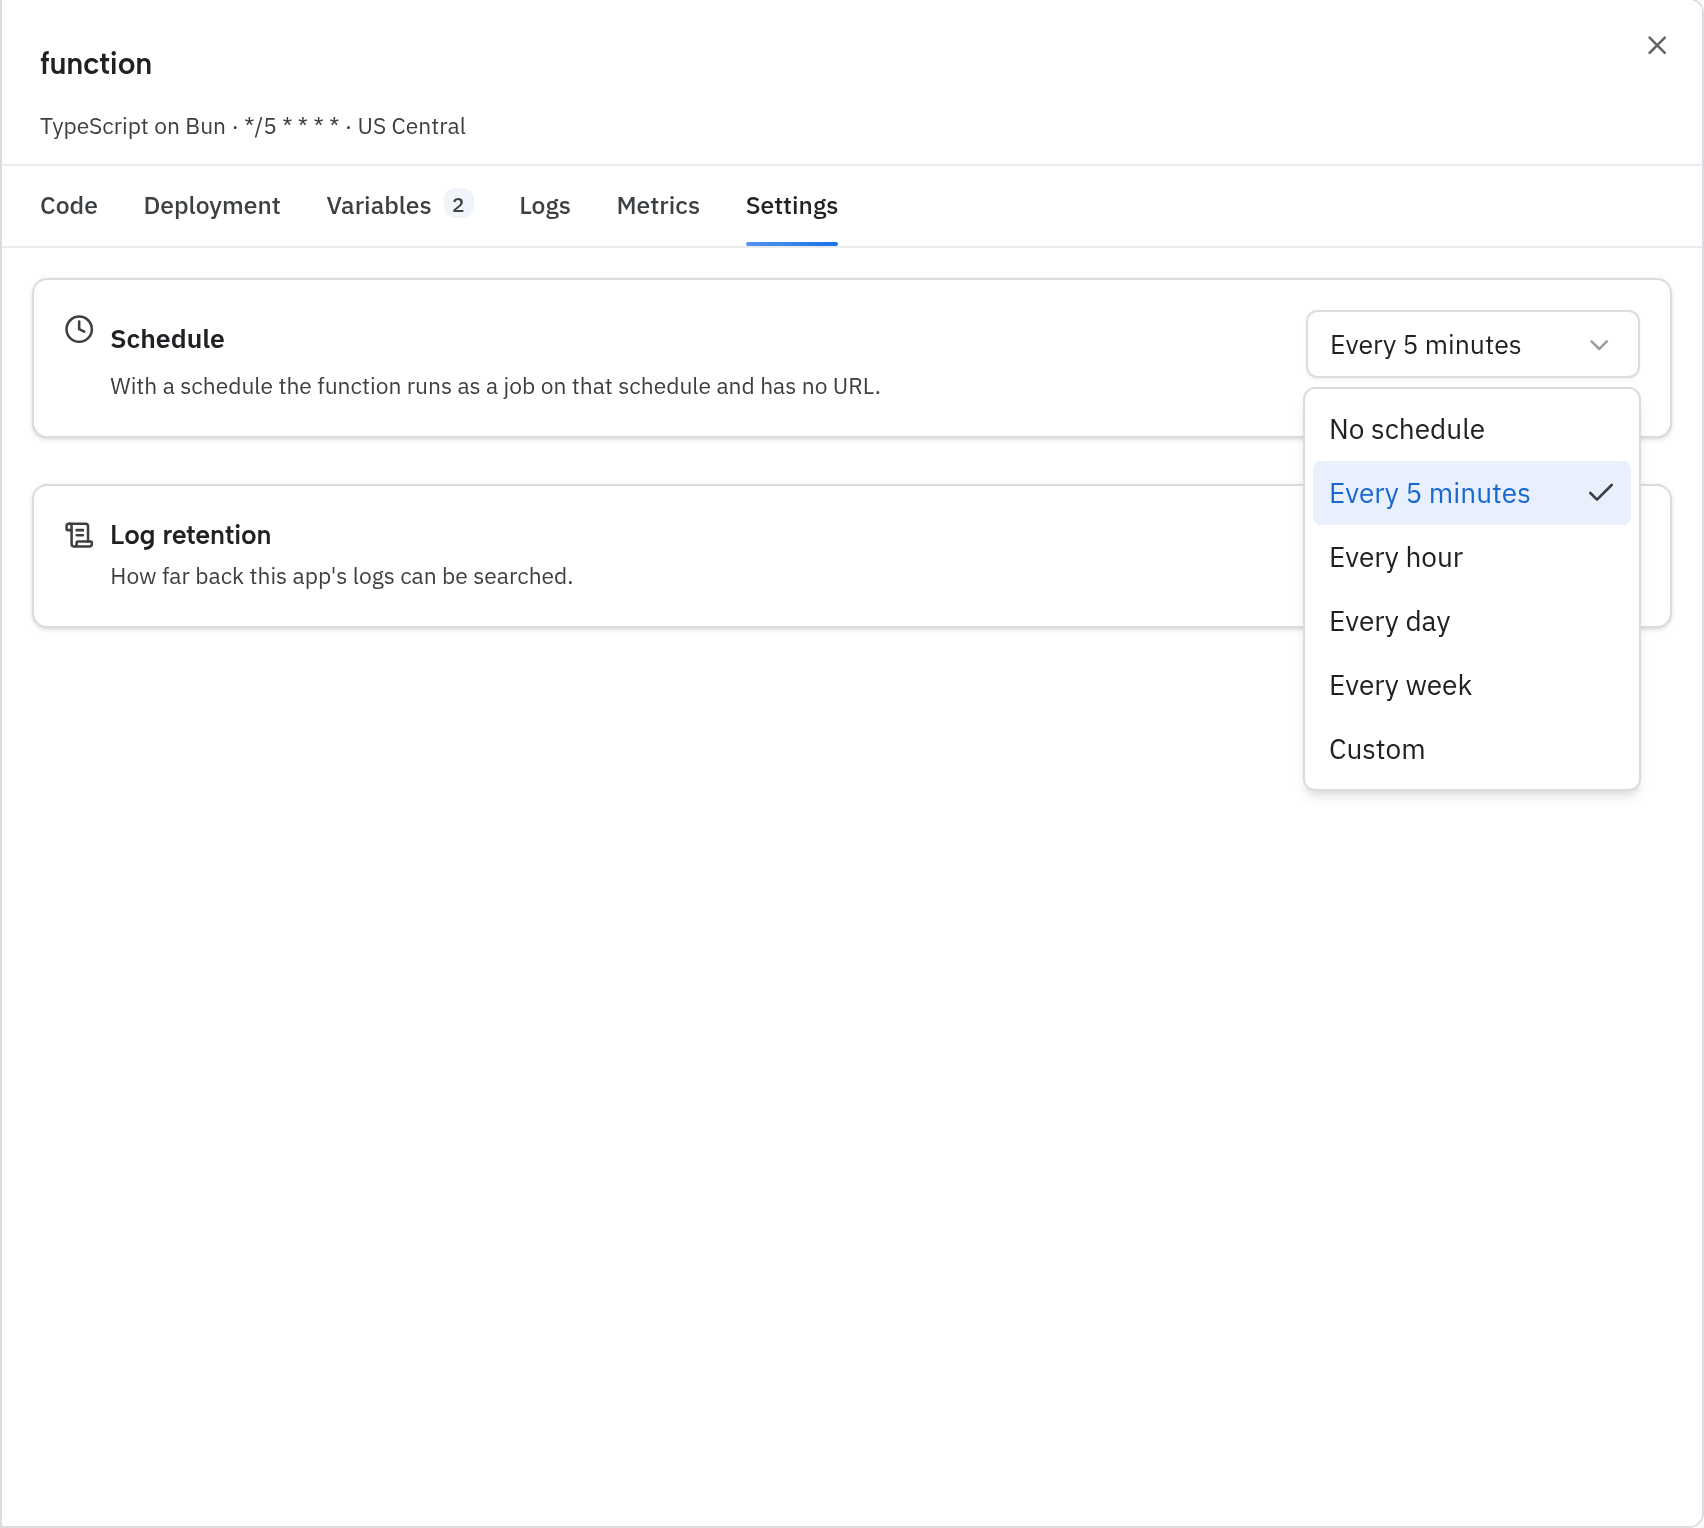 function
TypeScript on Bun · */5 * * * * · US Central
Code Deployment Variables 2 Logs Metrics Settings
Schedule
With a schedule the function runs as a job on that schedule and has no URL.
Every 5 minutes
No schedule
Every 5 minutes
Every hour
Every day
Every week
Custom
Log retention
How far back this app's logs can be searched.